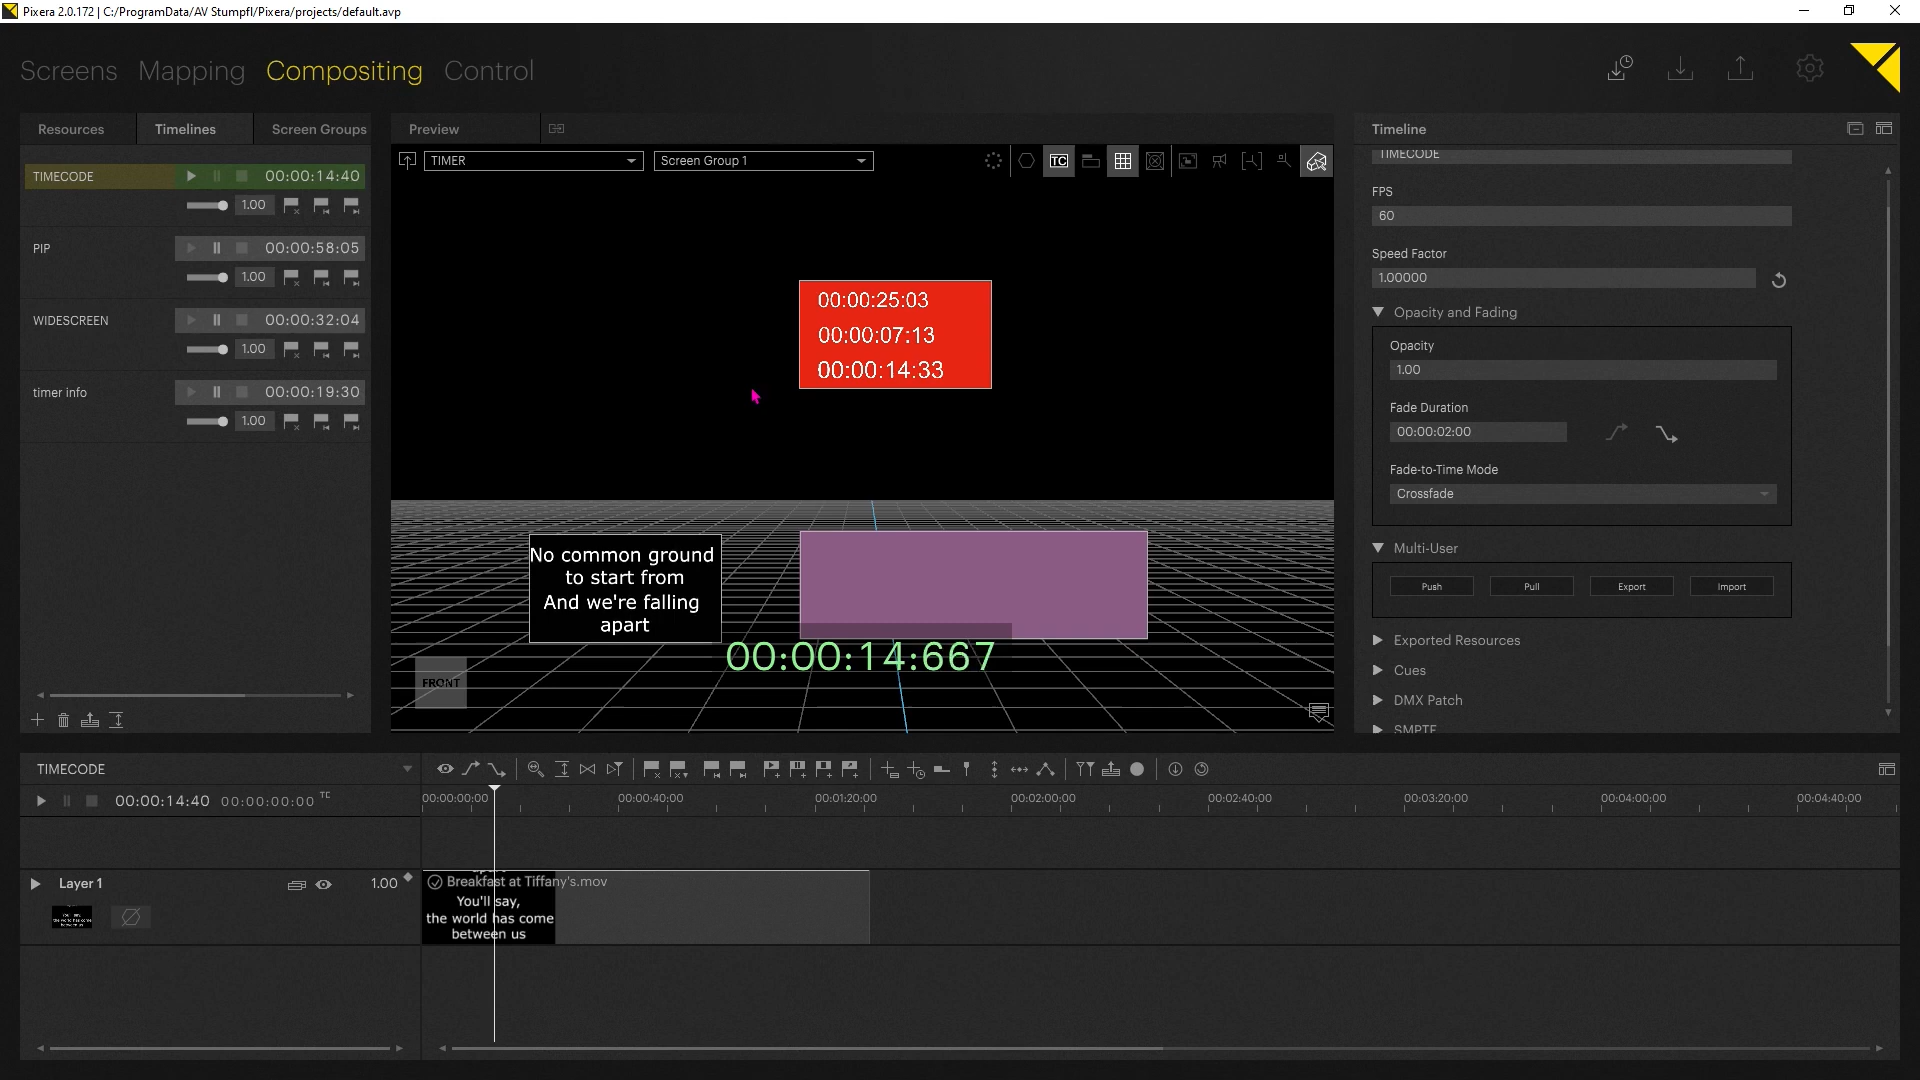 Pixera 2.0.172 | C:/ProgramData/AV Stumpfl/Pixera/projects/default.avp
Screens Mapping Compositing Control
Resources Timelines Screen Groups
TIMECODE 00:00:14:40
1.00
PIP 00:00:58:05
1.00
WIDESCREEN 00:00:32:04
1.00
timer info 00:00:19:30
1.00
Preview
TIMER Screen Group 1 TC
00:00:25:03
00:00:07:13
00:00:14:33
No common ground
to start from
And we're falling
apart
00:00:14:667
FRONT
Timeline
TIMECODE
FPS
60
Speed Factor
1.00000
Opacity and Fading
Opacity
1.00
Fade Duration
00:00:02:00
Fade-to-Time Mode
Crossfade
Multi-User
Push Pull Export Import
Exported Resources
Cues
DMX Patch
SMPTE
TIMECODE
00:00:14:40 00:00:00:00 TC
00:00:00:00 00:00:40:00 00:01:20:00 00:02:00:00 00:02:40:00 00:03:20:00 00:04:00:00 00:04:40:00
Layer 1 1.00
Breakfast at Tiffany's.mov
You'll say,
the world has come
between us